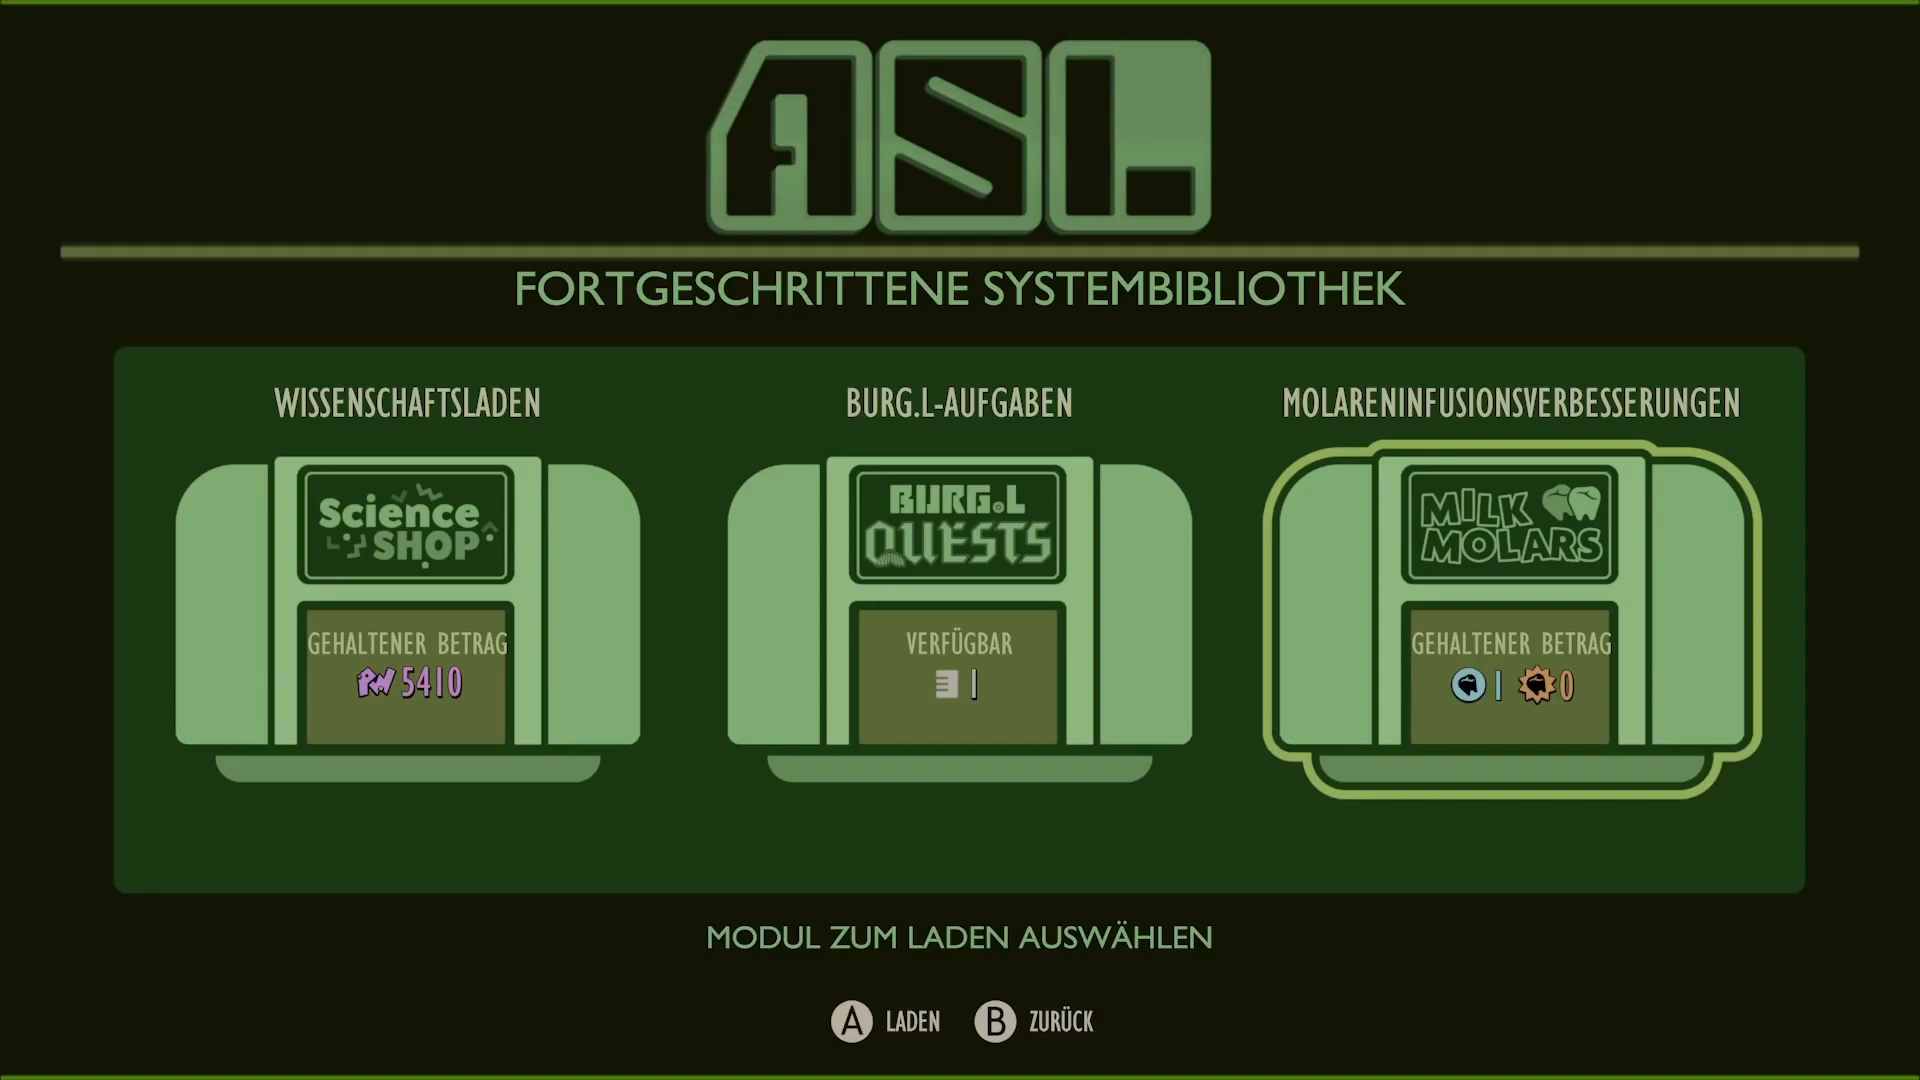 ASL
FORTGESCHRITTENE SYSTEMBIBLIOTHEK
WISSENSCHAFTSLADEN
Science
SHOP
GEHALTENER BETRAG
5410
BURG.L-AUFGABEN
BURG.L
QUESTS
VERFÜGBAR
1
MOLARENINFUSIONSVERBESSERUNGEN
MILK
MOLARS
GEHALTENER BETRAG
1 0
MODUL ZUM LADEN AUSWÄHLEN
A LADEN B ZURÜCK